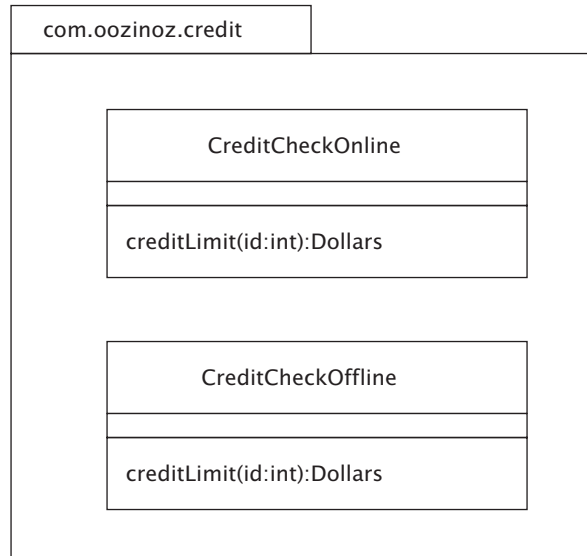 com.oozinoz.credit
CreditCheckOnline
creditLimit(id:int):Dollars
CreditCheckOffline
creditLimit(id:int):Dollars